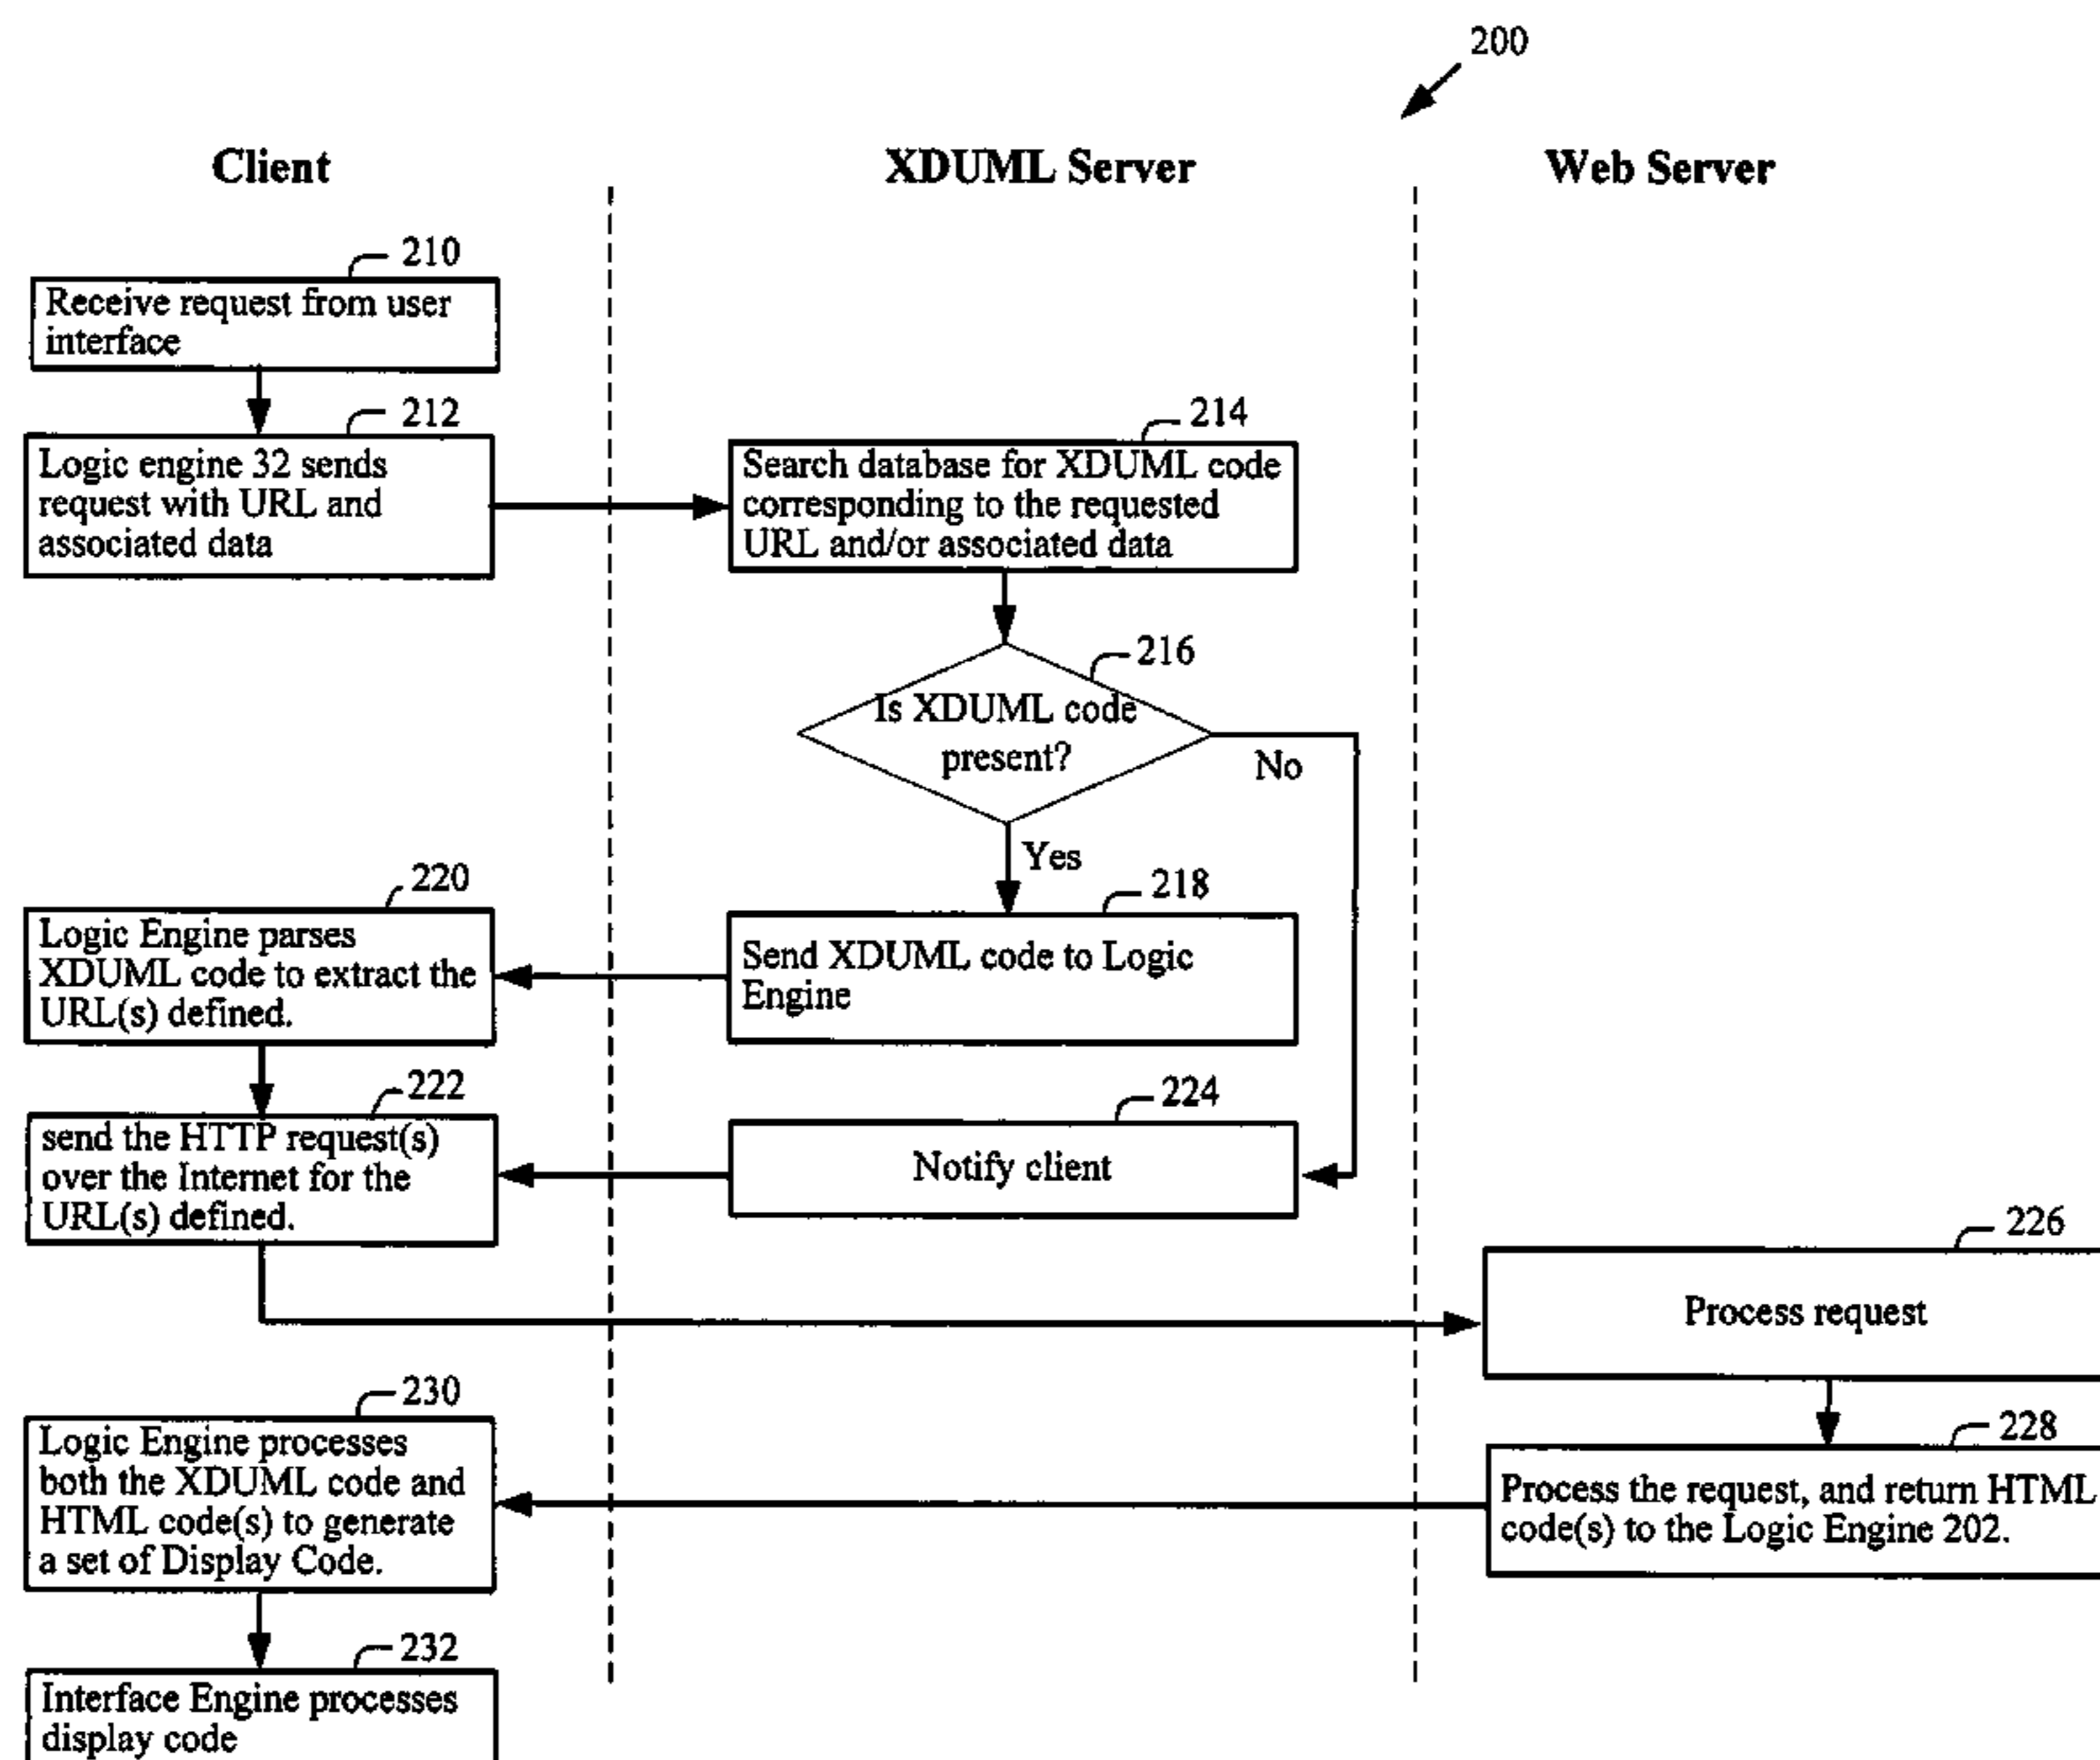 200
Client
XDUML Server
Web Server
210
Receive request from user
interface
212
Logic engine 32 sends
request with URL and
associated data
214
Search database for XDUML code
corresponding to the requested
URL and/or associated data
216
Is XDUML code
present?
No
Yes
218
Send XDUML code to Logic
Engine
220
Logic Engine parses
XDUML code to extract the
URL(s) defined.
222
send the HTTP request(s)
over the Internet for the
URL(s) defined.
224
Notify client
226
Process request
228
Process the request, and return HTML
code(s) to the Logic Engine 202.
230
Logic Engine processes
both the XDUML code and
HTML code(s) to generate
a set of Display Code.
232
Interface Engine processes
display code